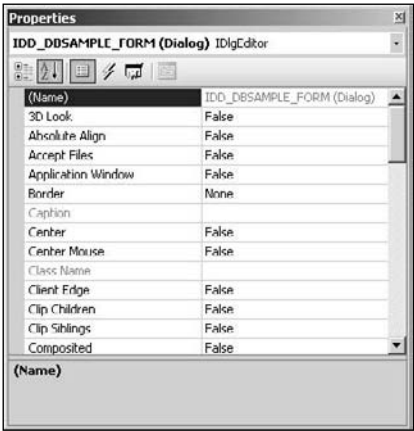 Properties
IDD_DBSAMPLE_FORM (Dialog) IDlgEditor
(Name) IDD_DBSAMPLE_FORM (Dialog)
3D Look False
Absolute Align False
Accept Files False
Application Window False
Border None
Caption
Center False
Center Mouse False
Class Name
Client Edge False
Clip Children False
Clip Siblings False
Composited False
(Name)